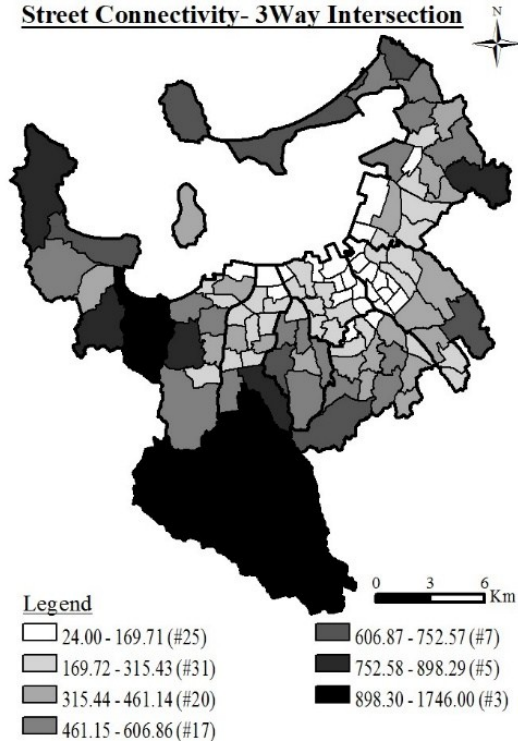 Street Connectivity- 3Way Intersection
N
0 3 6
Km
Legend
24.00 - 169.71 (#25)
169.72 - 315.43 (#31)
315.44 - 461.14 (#20)
461.15 - 606.86 (#17)
606.87 - 752.57 (#7)
752.58 - 898.29 (#5)
898.30 - 1746.00 (#3)